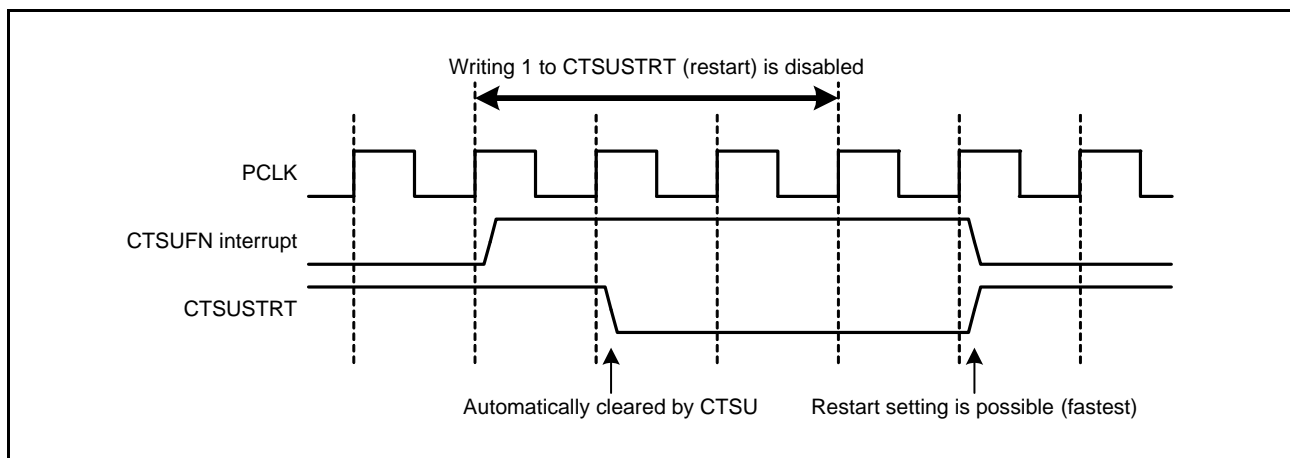 Writing 1 to CTSUSTRT (restart) is disabled
PCLK
CTSUFN interrupt
CTSUSTRT
Automatically cleared by CTSU
Restart setting is possible (fastest)